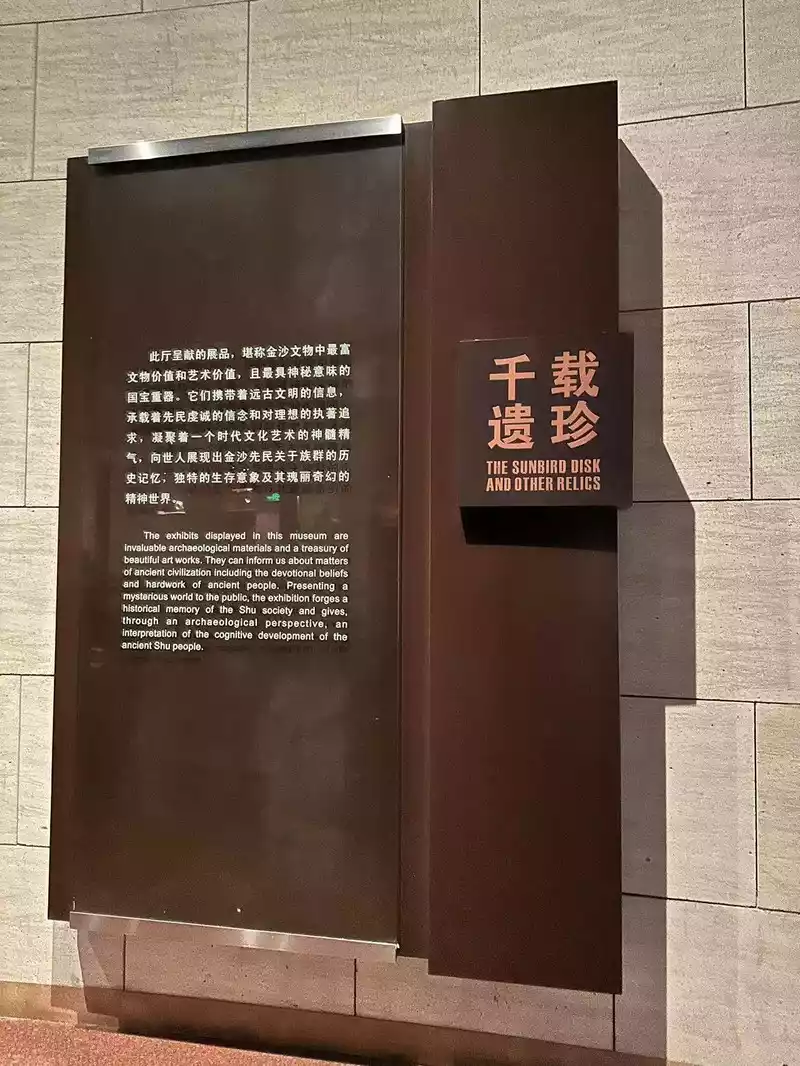 此厅呈献的展品，堪称金沙文物中最富
文物价值和艺术价值，且最具神秘意味的
国宝重器。它们携带着远古文明的信息，
承载着先民虔诚的信念和对理想的执著追
求，凝聚着一个时代文化艺术的神髓精
气，向世人展现出金沙先民关于族群的历
史记忆，独特的生存意象及其瑰丽奇幻的
精神世界。
The exhibits displayed in this museum are
invaluable archaeological materials and a treasury of
beautiful art works. They can inform us about matters
of ancient civilization including the devotional beliefs
and hardwork of ancient people. Presenting a
mysterious world to the public, the exhibition forges a
historical memory of the Shu society and gives,
through an archaeological perspective, an
interpretation of the cognitive development of the
ancient Shu people.
千载
遗珍
THE SUNBIRD DISK
AND OTHER RELICS